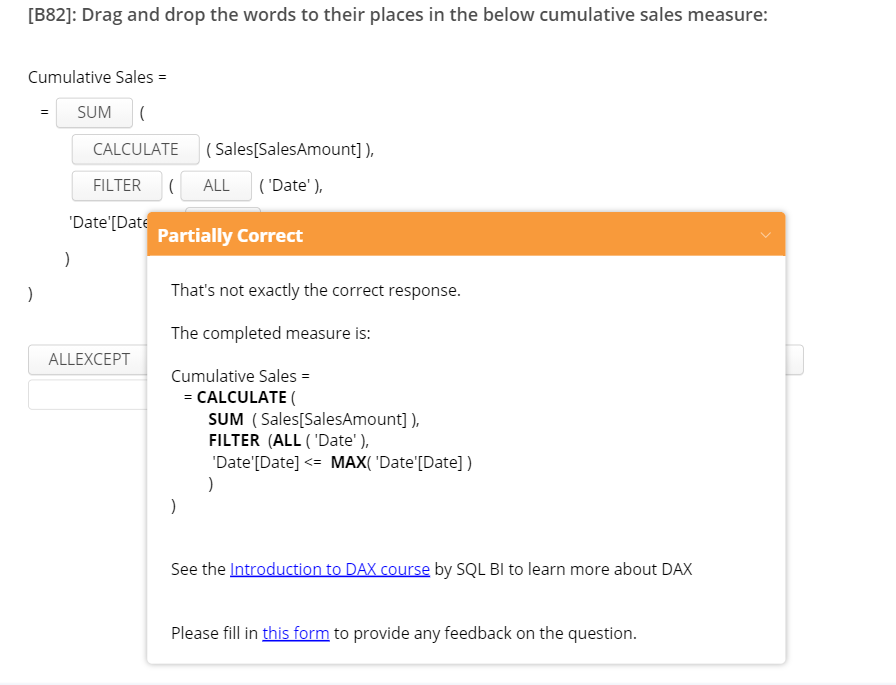 [B82]: Drag and drop the words to their places in the below cumulative sales measure:
Cumulative Sales =
= SUM (
CALCULATE ( Sales[SalesAmount] ),
FILTER ( ALL ( 'Date' ),
'Date'[Date
)
)
ALLEXCEPT
Partially Correct
That's not exactly the correct response.
The completed measure is:
Cumulative Sales =
= CALCULATE (
SUM ( Sales[SalesAmount] ),
FILTER (ALL ( 'Date' ),
'Date'[Date] <= MAX( 'Date'[Date] )
)
)
See the Introduction to DAX course by SQL BI to learn more about DAX
Please fill in this form to provide any feedback on the question.